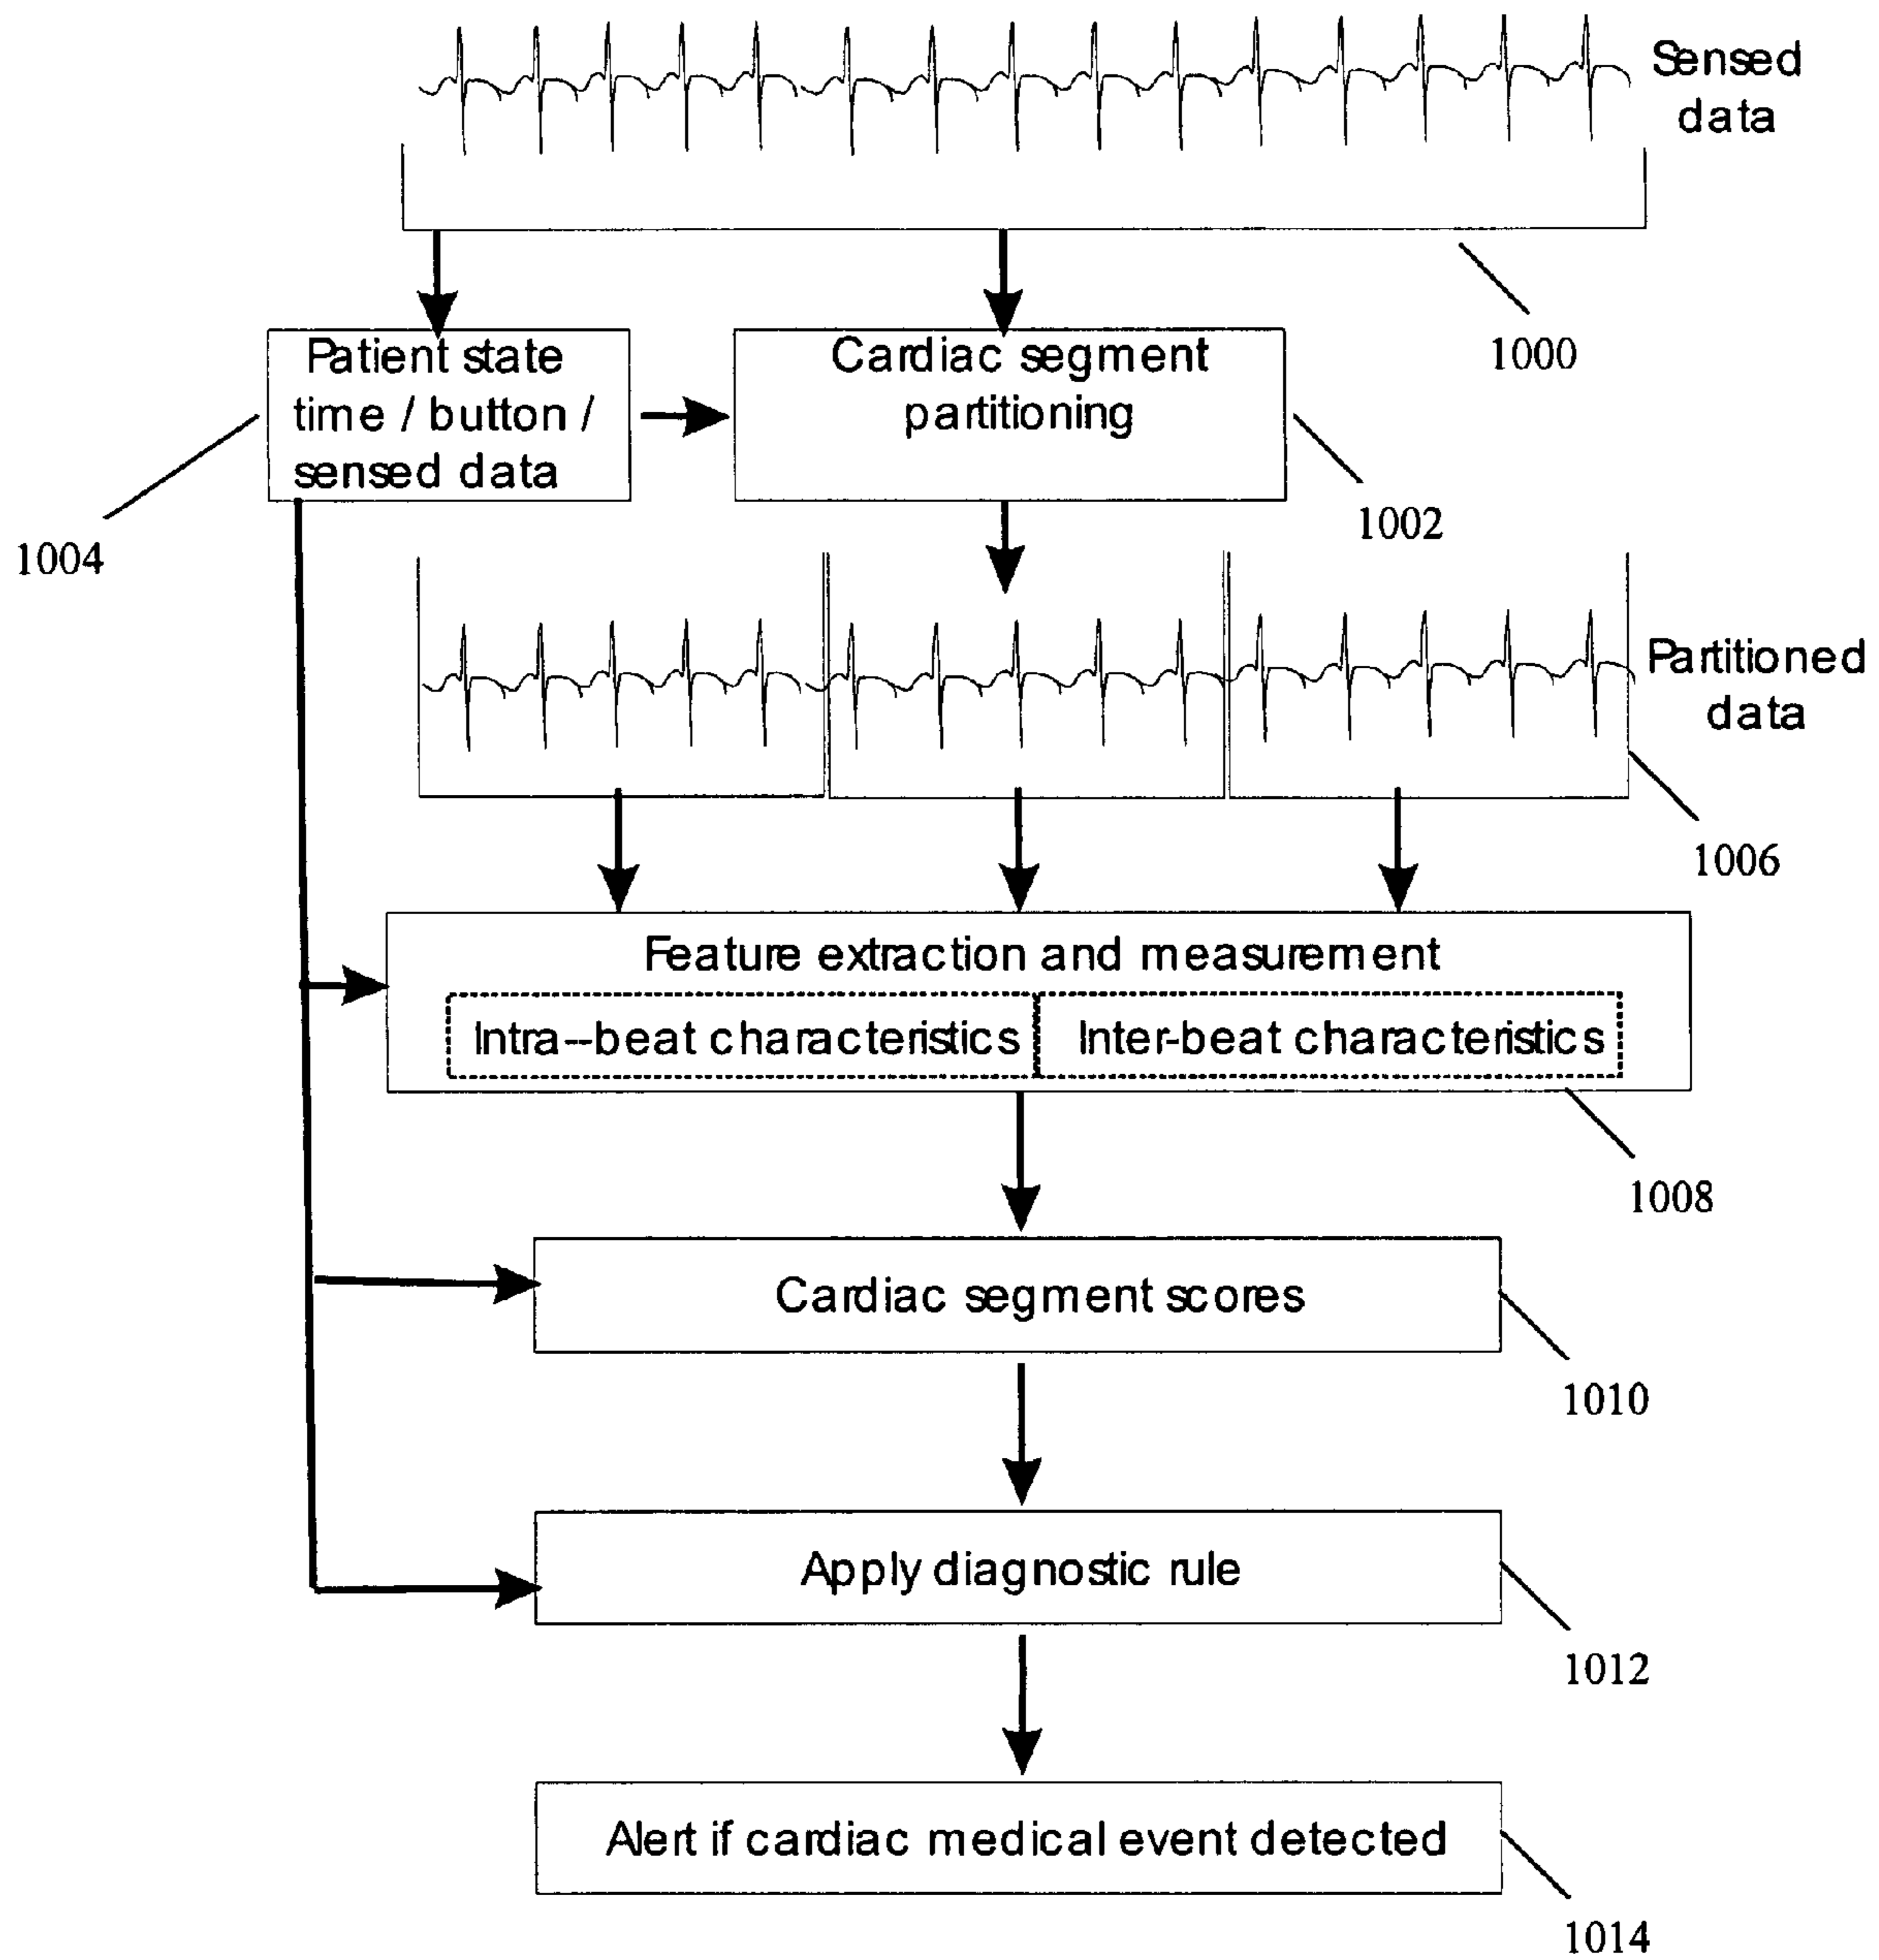 Sensed
data
1000
Patient state
time / button /
sensed data
Cardiac segment
partitioning
1004
1002
Partitioned
data
1006
Feature extraction and measurement
Intra--beat characteristics
Inter-beat characteristics
1008
Cardiac segment scores
1010
Apply diagnostic rule
1012
Alert if cardiac medical event detected
1014